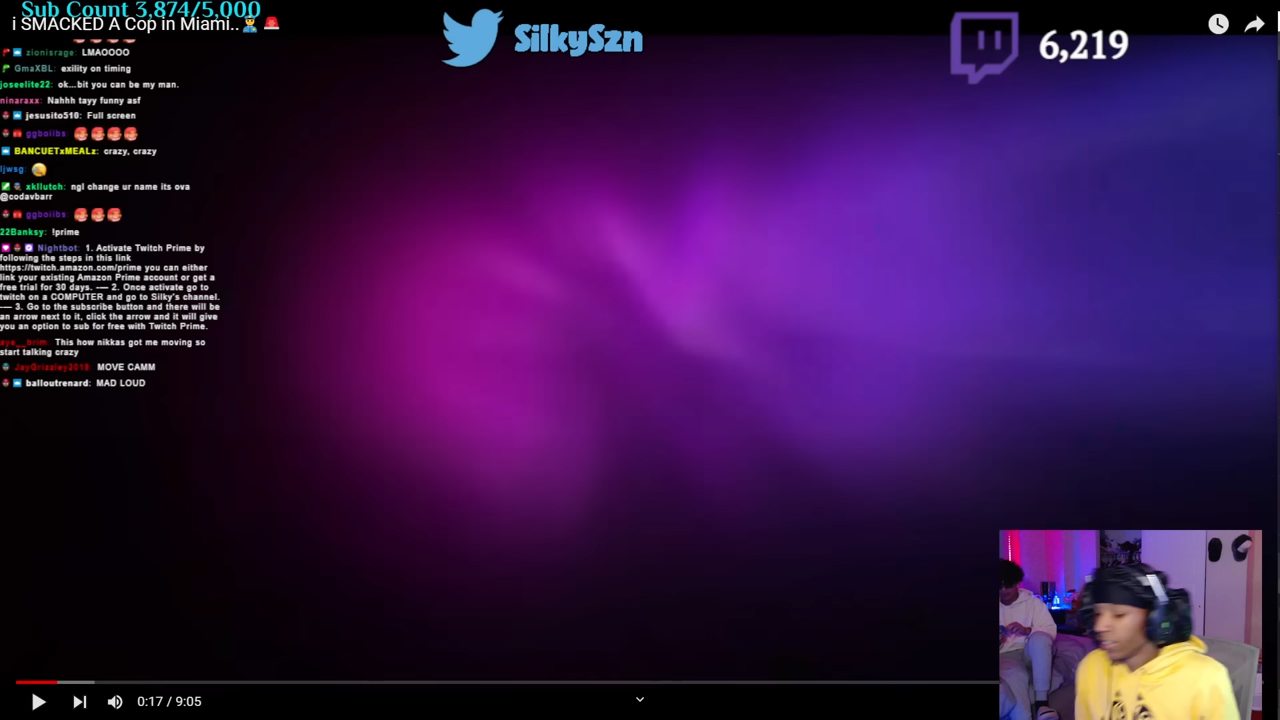 Sub Count 3,874/5,000
i SMACKED A Cop in Miami..
SilkySzn
6,219
zionisrage: LMAOOOO
GmaXBL: exility on timing
joseelite22: ok...bit you can be my man.
ninaraxx: Nahhh tayy funny asf
jesusito510: Full screen
ggboiibs:
BANCUETxMEALz: crazy, crazy
ljwsg:
xkllutch: ngl change ur name its ova
@codavbarr
ggboiibs:
22Banksy: !prime
Nightbot: 1. Activate Twitch Prime by
following the steps in this link
https://twitch.amazon.com/prime you can either
link your existing Amazon Prime account or get a
free trial for 30 days. -— 2. Once activate go to
twitch on a COMPUTER and go to Silky's channel.
-— 3. Go to the subscribe button and there will be
an arrow next to it, click the arrow and it will give
you an option to sub for free with Twitch Prime.
This how nikkas got me moving so
start talking crazy
JayGrizzley2019: MOVE CAMM
balloutrenard: MAD LOUD
0:17 / 9:05